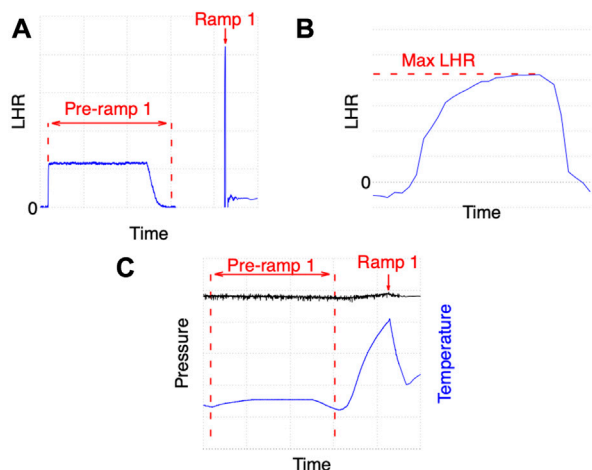 A
Ramp 1
Pre-ramp 1
LHR
0
Time
B
Max LHR
LHR
0
Time
C
Pre-ramp 1
Ramp 1
Pressure
Temperature
Time